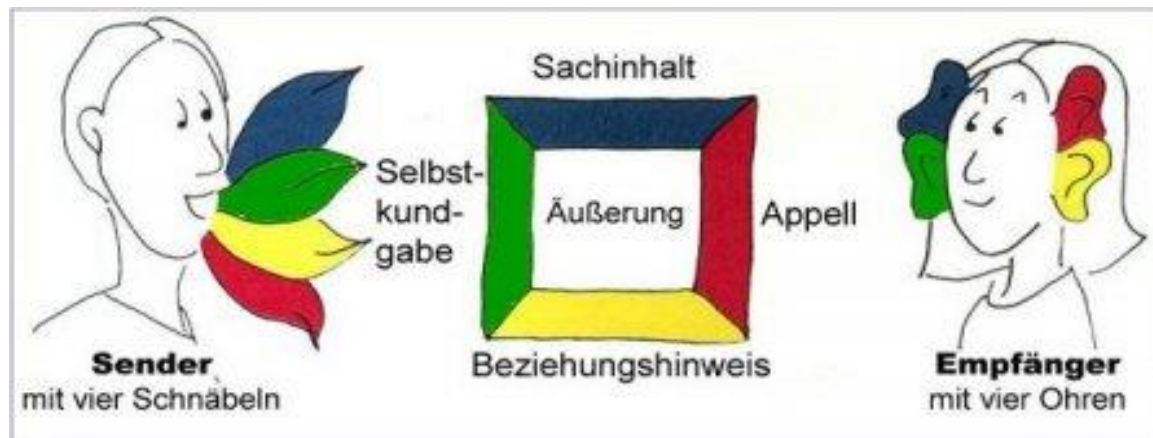 Sachinhalt
Selbst-
kund-
gabe
Äußerung
Appell
Beziehungshinweis
Sender
mit vier Schnäbeln
Empfänger
mit vier Ohren